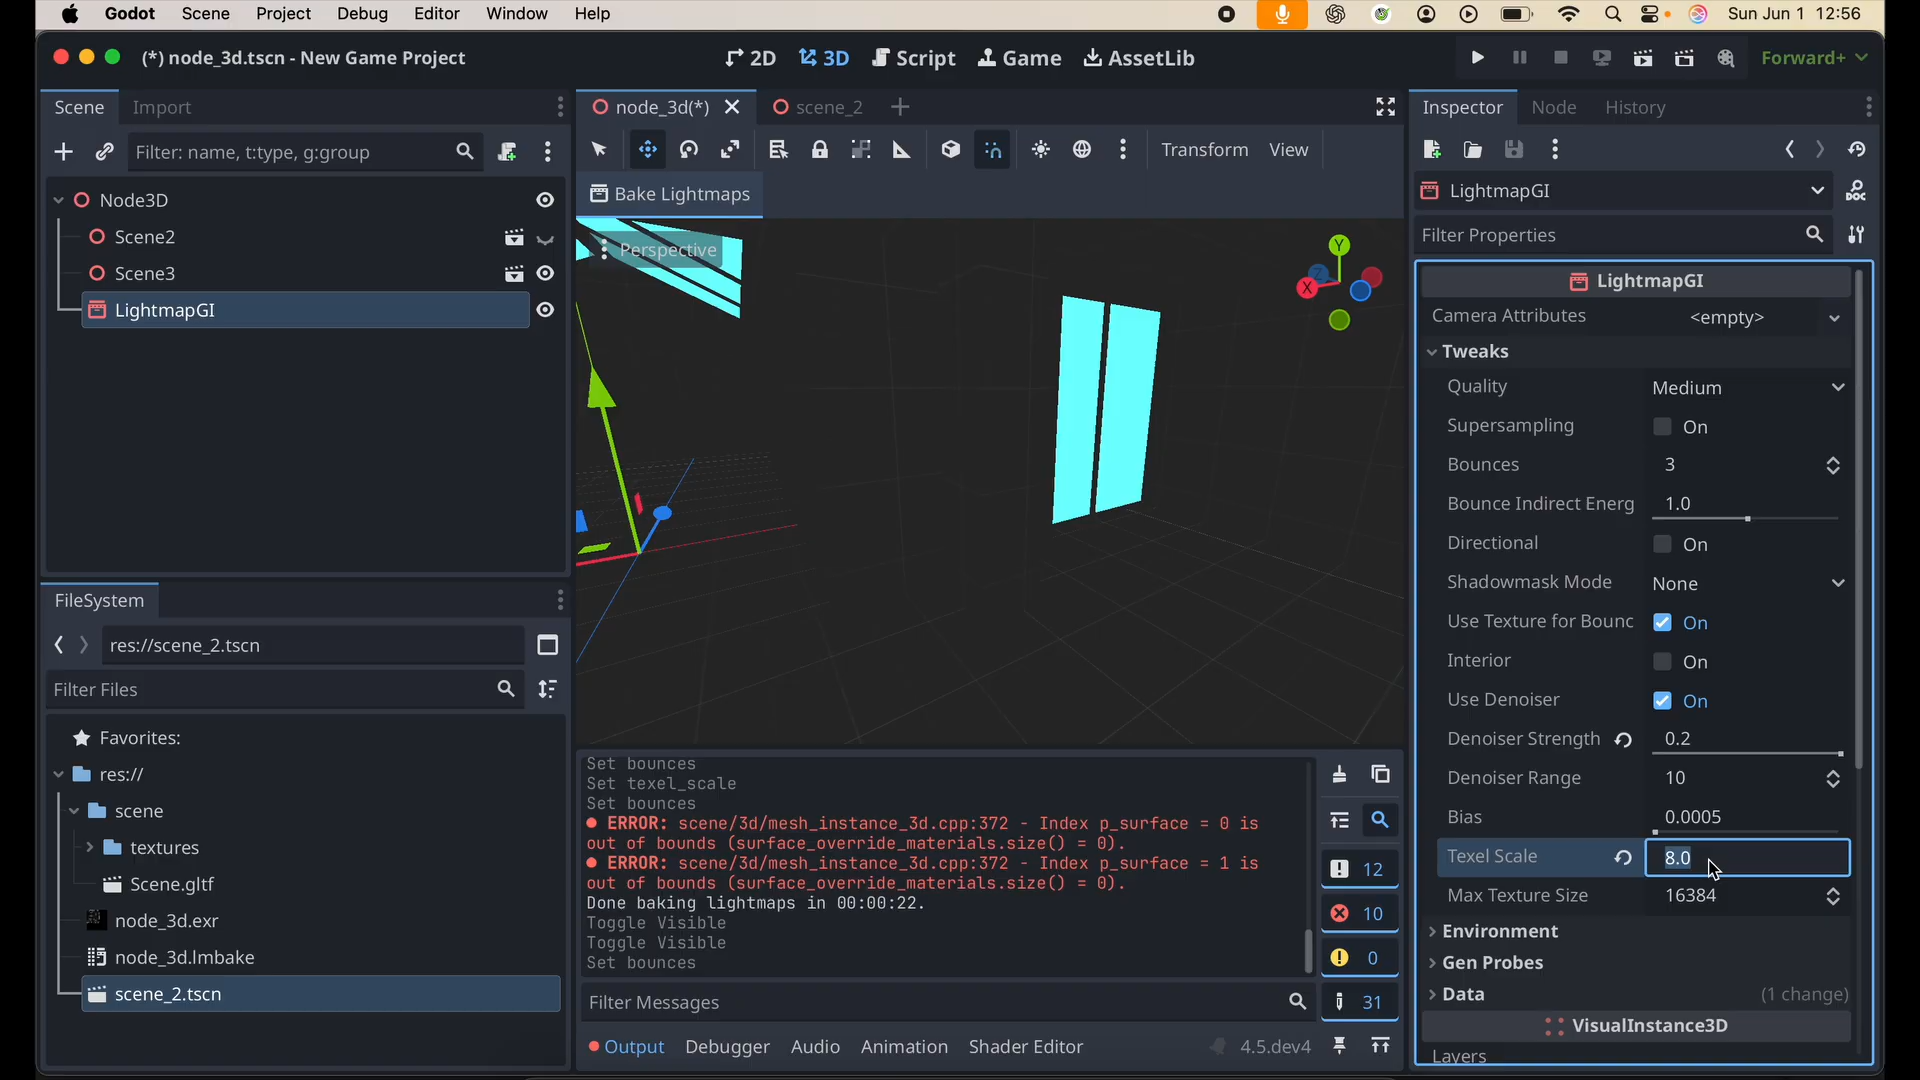 Godot Scene Project Debug Editor Window Help Sun Jun 1 12:56
(*) node_3d.tscn - New Game Project 2D 3D Script Game AssetLib Forward+
Scene Import
Filter: name, t:type, g:group
Node3D
Scene2
Scene3
LightmapGI
FileSystem
res://scene_2.tscn
Filter Files
Favorites:
res://
scene
textures
Scene.gltf
node_3d.exr
node_3d.lmbake
scene_2.tscn
node_3d(*) scene_2
Transform View
Bake Lightmaps
Perspective
Y
X
Z
Set bounces
Set texel_scale
Set bounces
ERROR: scene/3d/mesh_instance_3d.cpp:372 - Index p_surface = 0 is
out of bounds (surface_override_materials.size() = 0).
ERROR: scene/3d/mesh_instance_3d.cpp:372 - Index p_surface = 1 is
out of bounds (surface_override_materials.size() = 0).
Done baking lightmaps in 00:00:22.
Toggle Visible
Toggle Visible
Set bounces
12
10
0
31
Filter Messages
Output Debugger Audio Animation Shader Editor 4.5.dev4
Inspector Node History
LightmapGI
DOC
Filter Properties
LightmapGI
Camera Attributes <empty>
Tweaks
Quality Medium
Supersampling On
Bounces 3
Bounce Indirect Energ 1.0
Directional On
Shadowmask Mode None
Use Texture for Bounc On
Interior On
Use Denoiser On
Denoiser Strength 0.2
Denoiser Range 10
Bias 0.0005
Texel Scale 8.0
Max Texture Size 16384
Environment
Gen Probes
Data (1 change)
VisualInstance3D
Layers